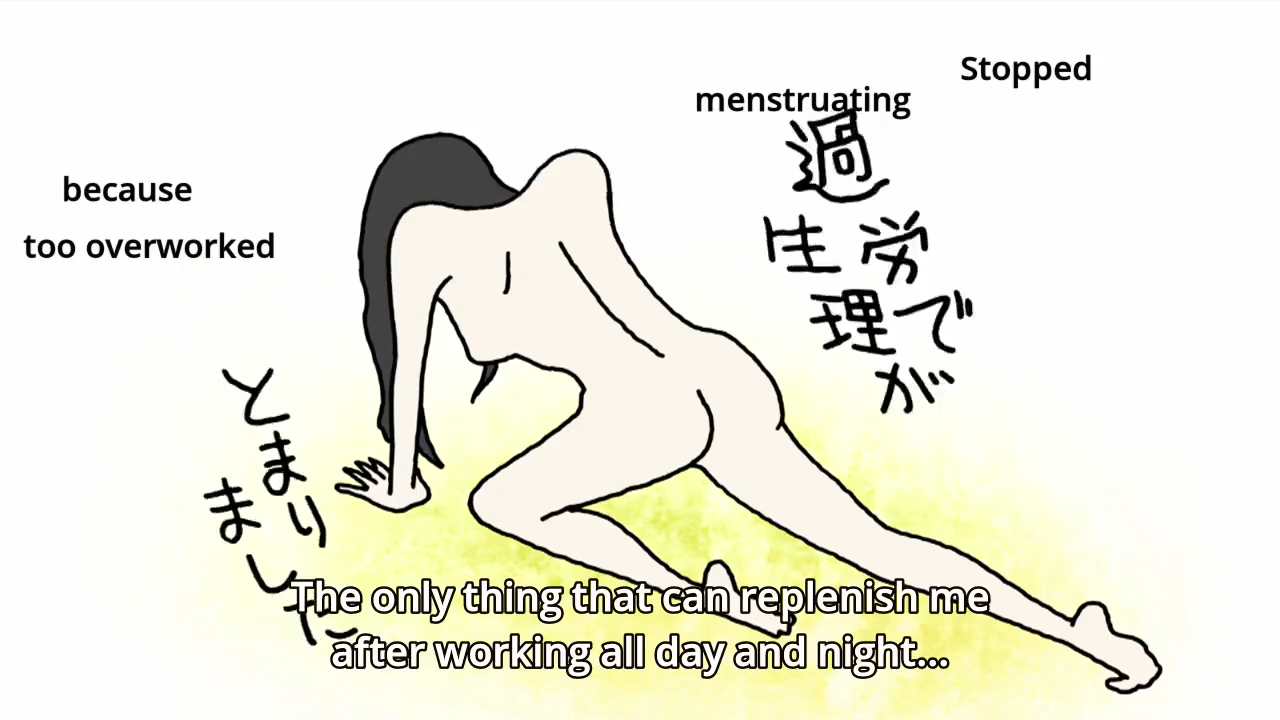 Stopped
menstruating
because
too overworked
過
労で
生理が
とまり
ました
The only thing that can replenish me
after working all day and night...